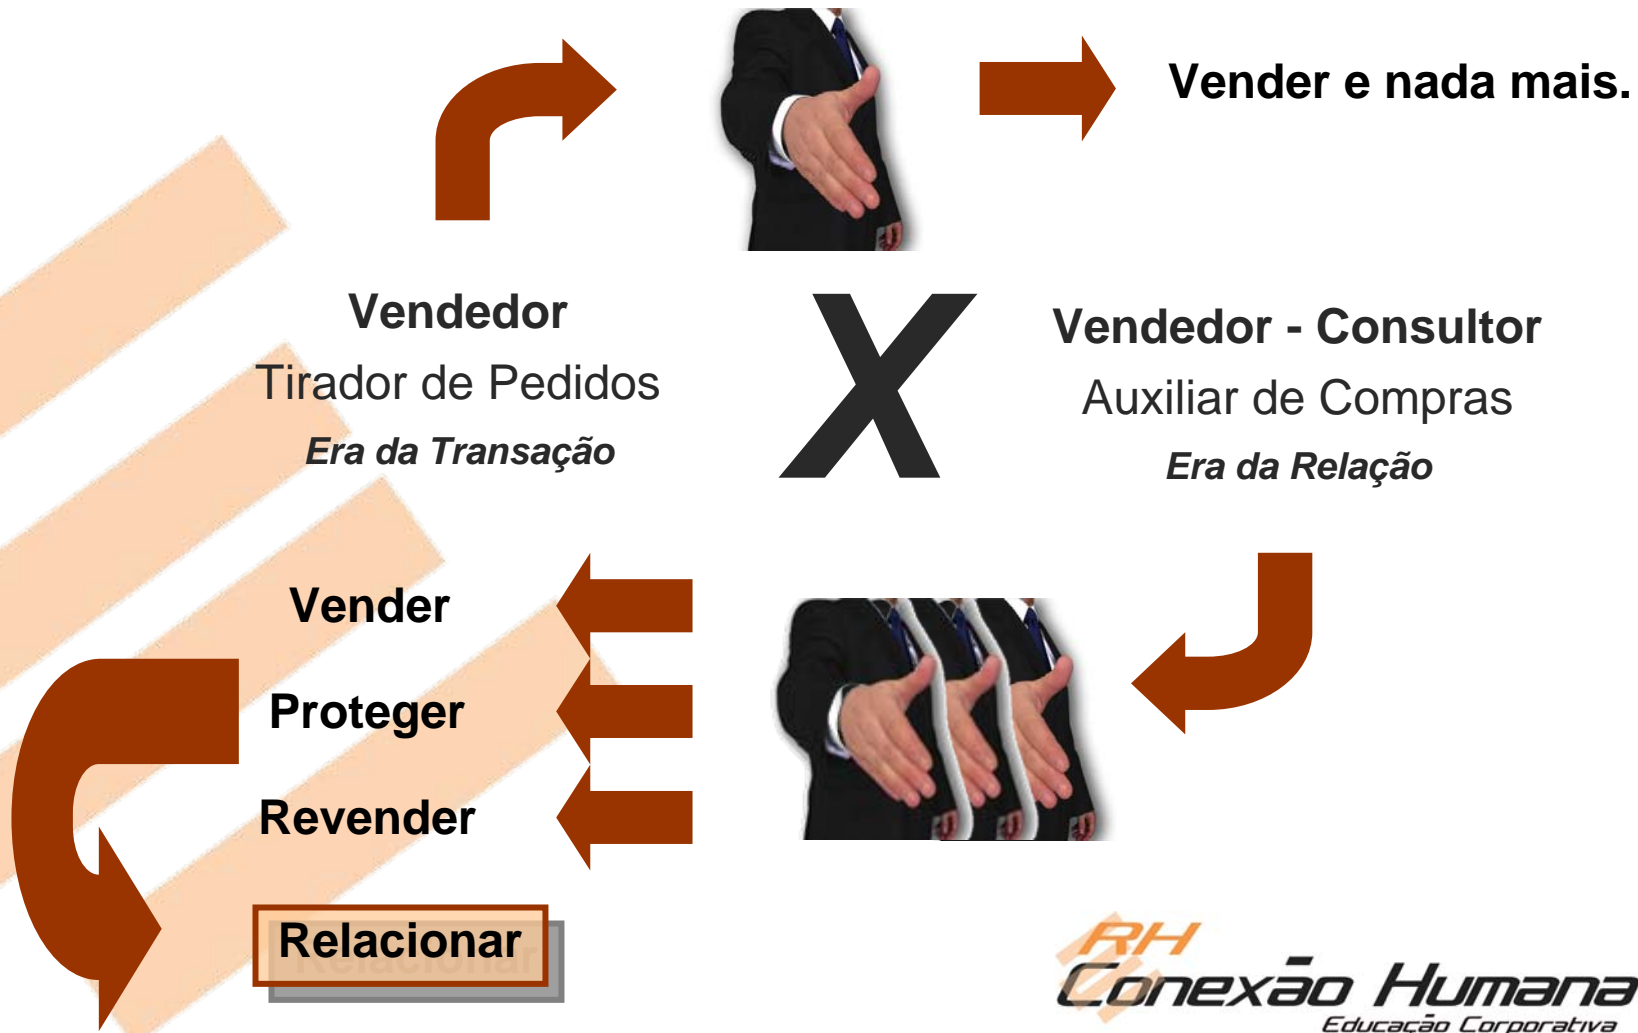 Vender e nada mais.
Vendedor
Tirador de Pedidos
Era da Transação
X
Vendedor - Consultor
Auxiliar de Compras
Era da Relação
Vender
Proteger
Revender
Relacionar
RH
Conexão Humana
Educação Corporativa